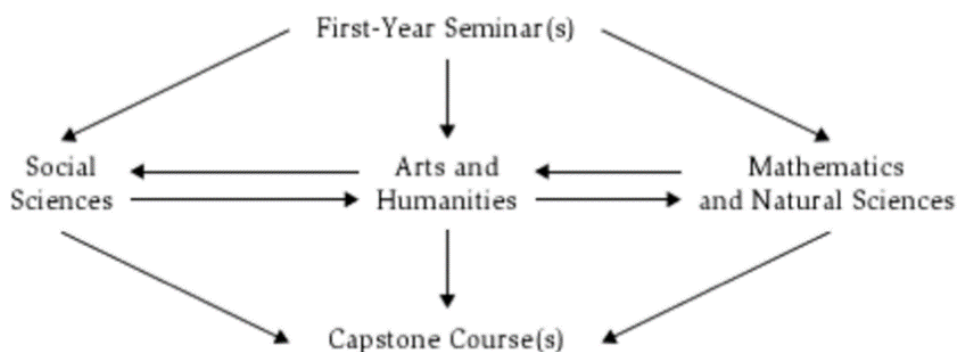 First-Year Seminar(s)
Social
Sciences
Arts and
Humanities
Mathematics
and Natural Sciences
Capstone Course(s)